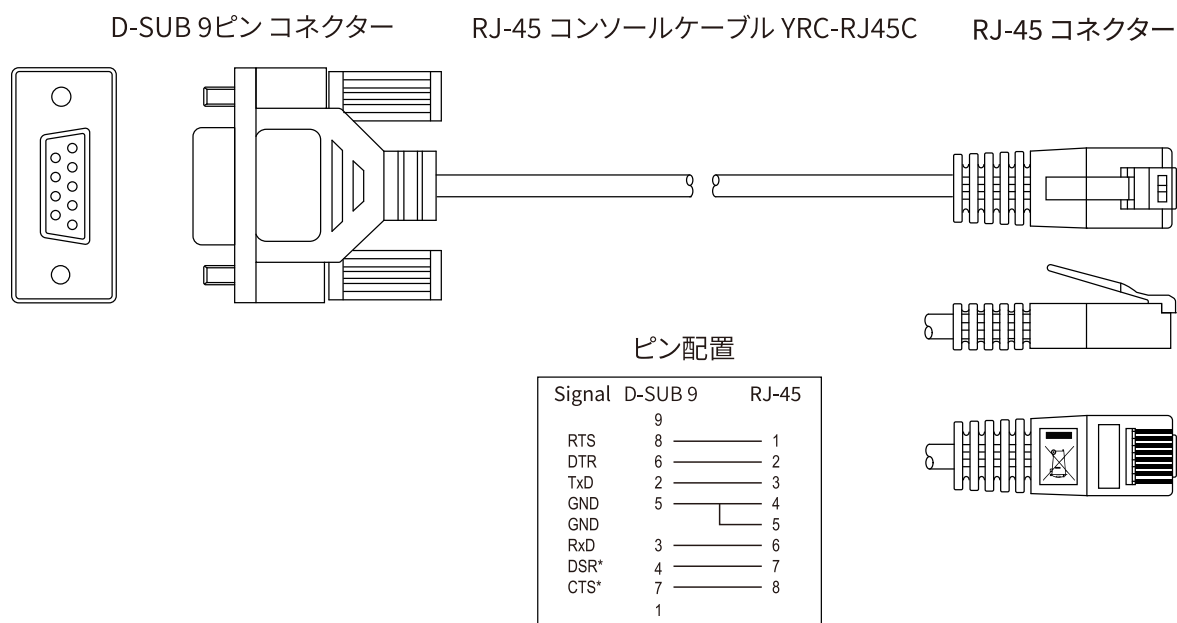 D-SUB 9ピン コネクター
RJ-45 コンソールケーブル YRC-RJ45C
RJ-45 コネクター
ピン配置
Signal D-SUB 9 RJ-45
9
RTS 8 1
DTR 6 2
TxD 2 3
GND 5 4
GND 5
RxD 3 6
DSR* 4 7
CTS* 7 8
1